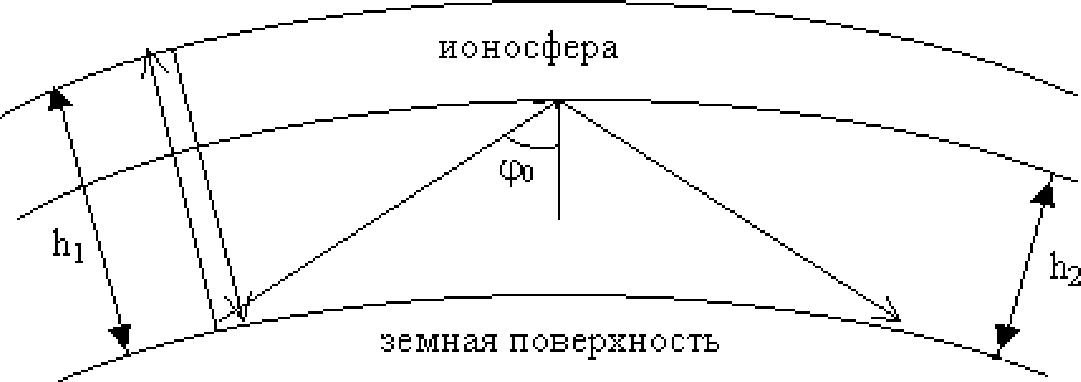 ионосфера
φ₀
h₁
h₂
земная поверхность